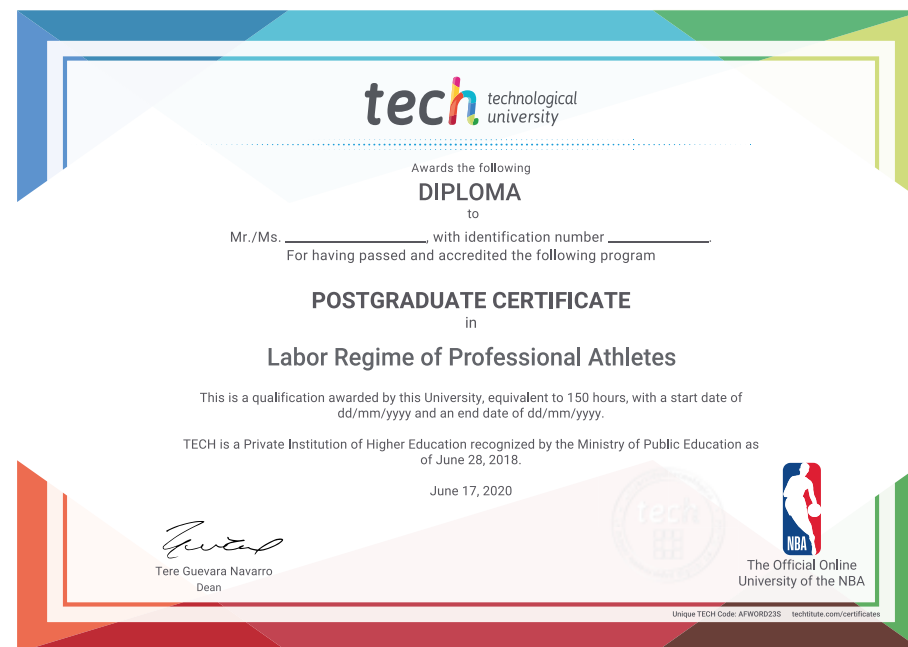 tech technological
university
Awards the following
DIPLOMA
to
Mr./Ms. ____________, with identification number ____________.
For having passed and accredited the following program
POSTGRADUATE CERTIFICATE
in
Labor Regime of Professional Athletes
This is a qualification awarded by this University, equivalent to 150 hours, with a start date of
dd/mm/yyyy and an end date of dd/mm/yyyy.
TECH is a Private Institution of Higher Education recognized by the Ministry of Public Education as
of June 28, 2018.
June 17, 2020
tech
Tere Guevara Navarro
Dean
NBA
The Official Online
University of the NBA
Unique TECH Code: AFWORD23S techtitute.com/certificates